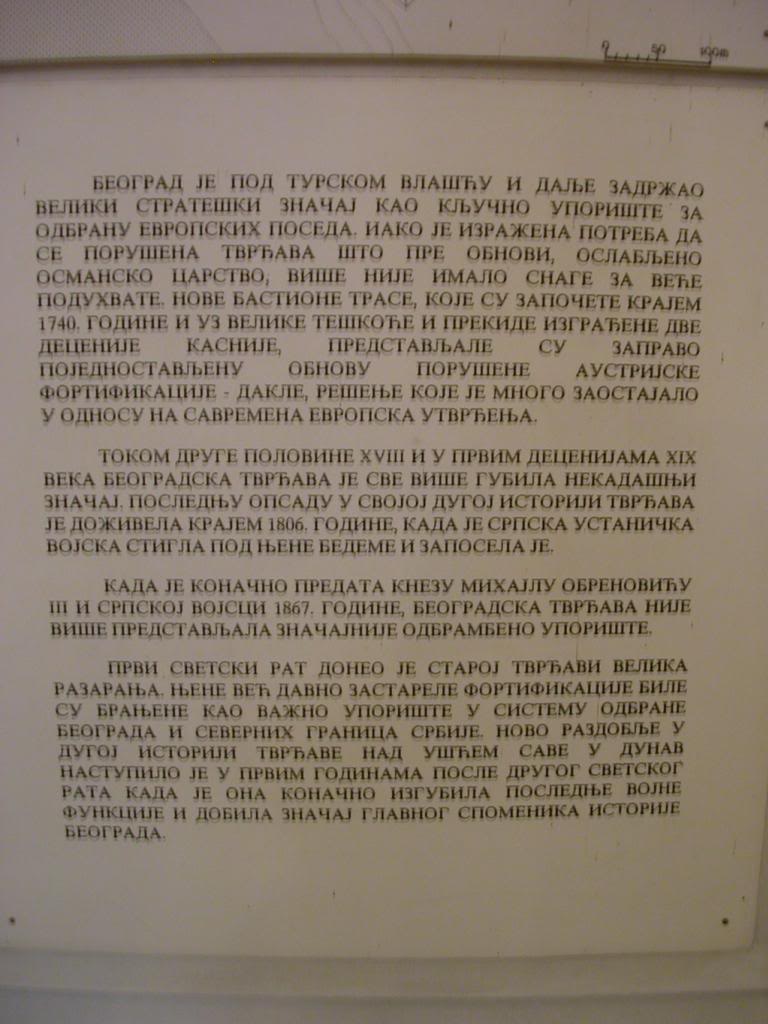 0 50 100m
БЕОГРАД ЈЕ ПОД ТУРСКОМ ВЛАШЋУ И ДАЉЕ ЗАДРЖАО
ВЕЛИКИ СТРАТЕШКИ ЗНАЧАЈ КАО КЉУЧНО УПОРИШТЕ ЗА
ОДБРАНУ ЕВРОПСКИХ ПОСЕДА. ИАКО ЈЕ ИЗРАЖЕНА ПОТРЕБА ДА
СЕ ПОРУШЕНА ТВРЂАВА ШТО ПРЕ ОБНОВИ, ОСЛАБЉЕНО
ОСМАНСКО ЦАРСТВО, ВИШЕ НИЈЕ ИМАЛО СНАГЕ ЗА ВЕЋЕ
ПОДУХВАТЕ. НОВЕ БАСТИОНЕ ТРАСЕ, КОЈЕ СУ ЗАПОЧЕТЕ КРАЈЕМ
1740. ГОДИНЕ И УЗ ВЕЛИКЕ ТЕШКОЋЕ И ПРЕКИДЕ ИЗГРАЂЕНЕ ДВЕ
ДЕЦЕНИЈЕ КАСНИЈЕ, ПРЕДСТАВЉАЛЕ СУ ЗАПРАВО
ПОЈЕДНОСТАВЉЕНУ ОБНОВУ ПОРУШЕНЕ АУСТРИЈСКЕ
ФОРТИФИКАЦИЈЕ - ДАКЛЕ, РЕШЕЊЕ КОЈЕ ЈЕ МНОГО ЗАОСТАЈАЛО
У ОДНОСУ НА САВРЕМЕНА ЕВРОПСКА УТВРЂЕЊА.
ТОКОМ ДРУГЕ ПОЛОВИНЕ XVIII И У ПРВИМ ДЕЦЕНИЈАМА XIX
ВЕКА БЕОГРАДСКА ТВРЂАВА ЈЕ СВЕ ВИШЕ ГУБИЛА НЕКАДАШЊИ
ЗНАЧАЈ. ПОСЛЕДЊУ ОПСАДУ У СВОЈОЈ ДУГОЈ ИСТОРИЈИ ТВРЂАВА
ЈЕ ДОЖИВЕЛА КРАЈЕМ 1806. ГОДИНЕ, КАДА ЈЕ СРПСКА УСТАНИЧКА
ВОЈСКА СТИГЛА ПОД ЊЕНЕ БЕДЕМЕ И ЗАПОСЕЛА ЈЕ.
КАДА ЈЕ КОНАЧНО ПРЕДАТА КНЕЗУ МИХАЈЛУ ОБРЕНОВИЋУ
III И СРПСКОЈ ВОЈСЦИ 1867. ГОДИНЕ, БЕОГРАДСКА ТВРЂАВА НИЈЕ
ВИШЕ ПРЕДСТАВЉАЛА ЗНАЧАЈНИЈЕ ОДБРАМБЕНО УПОРИШТЕ.
ПРВИ СВЕТСКИ РАТ ДОНЕО ЈЕ СТАРОЈ ТВРЂАВИ ВЕЛИКА
РАЗАРАЊА. ЊЕНЕ ВЕЋ ДАВНО ЗАСТАРЕЛЕ ФОРТИФИКАЦИЈЕ БИЛЕ
СУ БРАЊЕНЕ КАО ВАЖНО УПОРИШТЕ У СИСТЕМУ ОДБРАНЕ
БЕОГРАДА И СЕВЕРНИХ ГРАНИЦА СРБИЈЕ. НОВО РАЗДОБЉЕ У
ДУГОЈ ИСТОРИЈИ ТВРЂАВЕ НАД УШЋЕМ САВЕ У ДУНАВ
НАСТУПИЛО ЈЕ У ПРВИМ ГОДИНАМА ПОСЛЕ ДРУГОГ СВЕТСКОГ
РАТА КАДА ЈЕ ОНА КОНАЧНО ИЗГУБИЛА ПОСЛЕДЊЕ ВОЈНЕ
ФУНКЦИЈЕ И ДОБИЛА ЗНАЧАЈ ГЛАВНОГ СПОМЕНИКА ИСТОРИЈЕ
БЕОГРАДА.